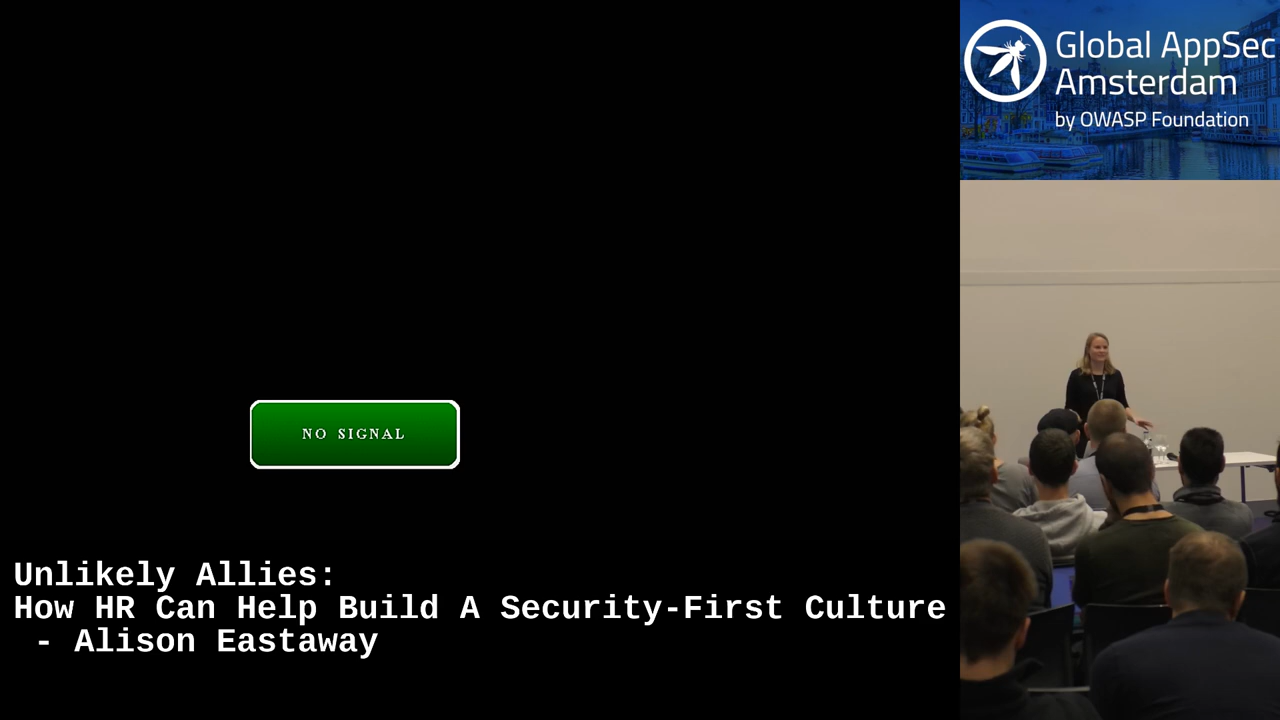 Global AppSec
Amsterdam
by OWASP Foundation
NO SIGNAL
Unlikely Allies:
How HR Can Help Build A Security-First Culture
- Alison Eastaway